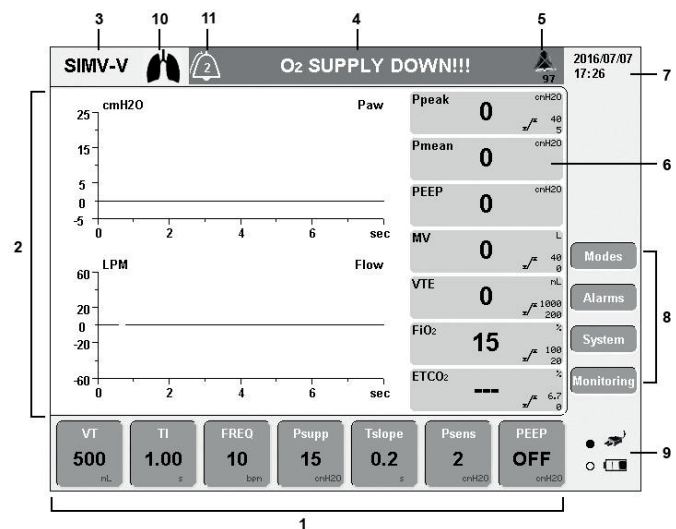 3 10 11 4 5
SIMV-V 2 O2 SUPPLY DOWN!!! 97 2016/07/07
17:26
7
2
cmH2O Paw
25
15
5
0
-5
0 2 4 6 sec
LPM Flow
60
20
0
-20
-60
0 2 4 6 sec
Ppeak cmH2O
0 40
5
Pmean cmH2O
0
6
PEEP cmH2O
0
MV L
0 40
0
VTE mL
0 1000
200
FiO2 %
15 100
20
ETCO2 %
--- 6.7
0
Modes
Alarms
System
Monitoring
8
VT TI FREQ Psupp Tslope Psens PEEP
500 1.00 10 15 0.2 2 OFF
mL s bpm cmH2O s cmH2O cmH2O
9
1